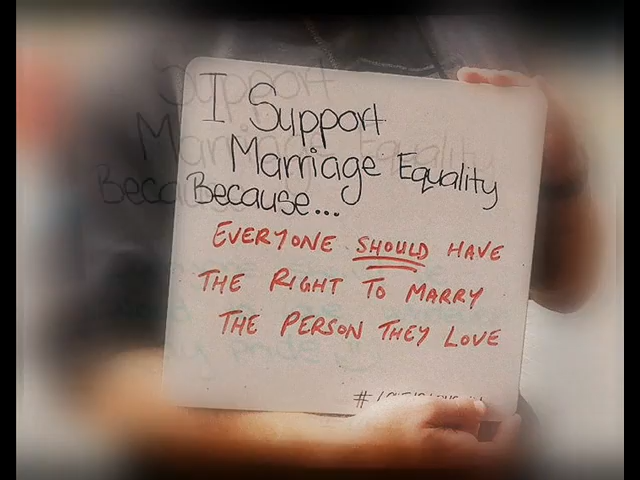 I Support
Marriage Equality
Because...
EVERYONE SHOULD HAVE
THE RIGHT TO MARRY
THE PERSON THEY LOVE